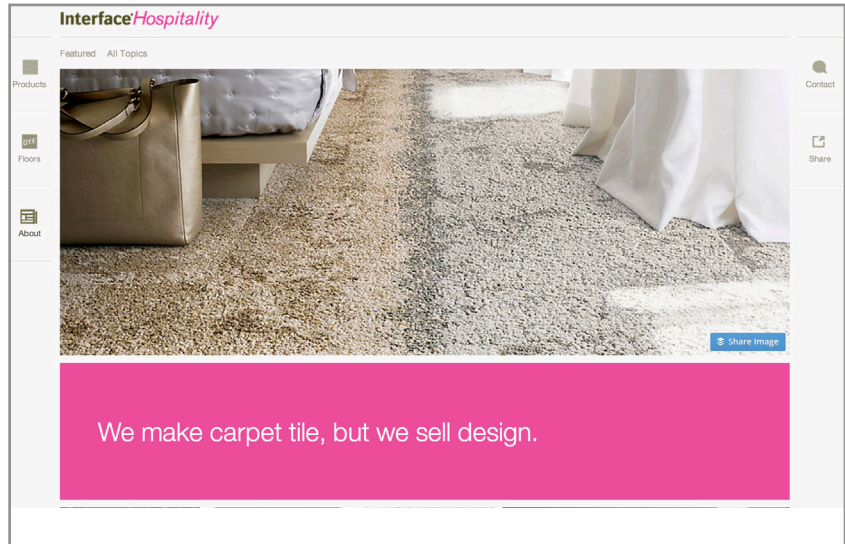 Interface Hospitality
Featured All Topics
Products
DYF
Floors
About
Contact
Share
Share Image
We make carpet tile, but we sell design.